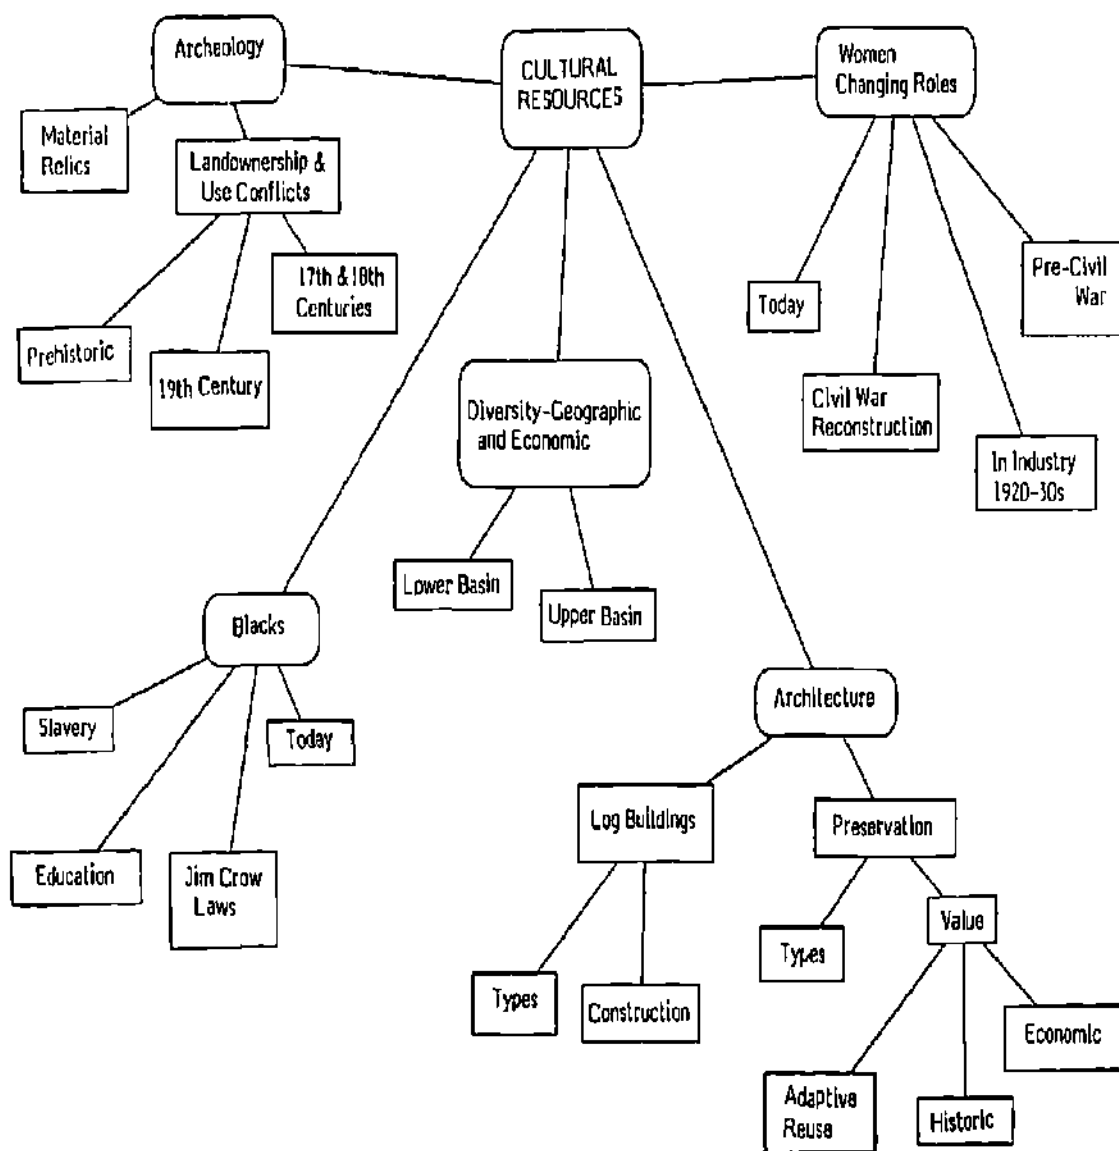 Archeology
CULTURAL
RESOURCES
Women
Changing Roles
Material
Relics
Landownership &
Use Conflicts
17th & 18th
Centuries
Prehistoric
19th Century
Today
Pre-Civil
War
Civil War
Reconstruction
In Industry
1920-30s
Diversity-Geographic
and Economic
Lower Basin
Upper Basin
Blacks
Slavery
Today
Education
Jim Crow
Laws
Architecture
Log Buildings
Preservation
Types
Construction
Types
Value
Adaptive
Reuse
Historic
Economic